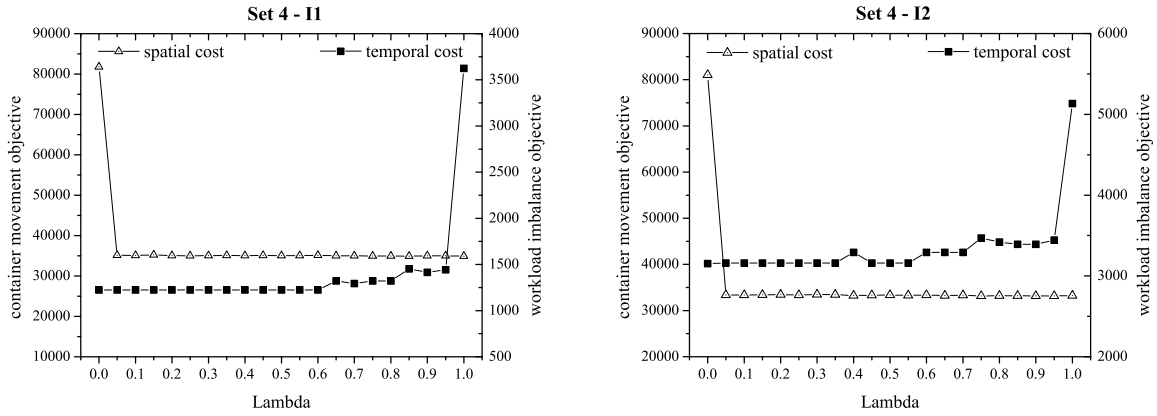 Set 4 - I1
spatial cost
temporal cost
container movement objective
90000
80000
70000
60000
50000
40000
30000
20000
10000
4000
3500
3000
2500
2000
1500
1000
500
workload imbalance objective
0.0 0.1 0.2 0.3 0.4 0.5 0.6 0.7 0.8 0.9 1.0
Lambda
Set 4 - I2
spatial cost
temporal cost
container movement objective
90000
80000
70000
60000
50000
40000
30000
20000
6000
5000
4000
3000
2000
workload imbalance objective
0.0 0.1 0.2 0.3 0.4 0.5 0.6 0.7 0.8 0.9 1.0
Lambda